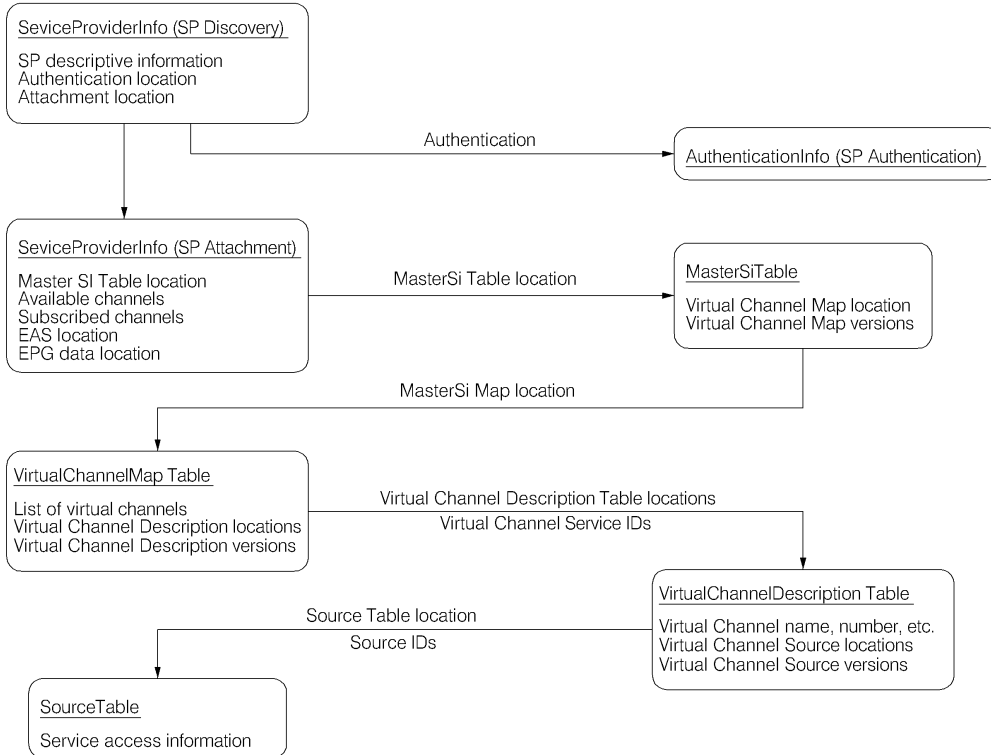 SeviceProviderInfo (SP Discovery)
SP descriptive information
Authentication location
Attachment location
Authentication
AuthenticationInfo (SP Authentication)
SeviceProviderInfo (SP Attachment)
Master SI Table location
Available channels
Subscribed channels
EAS location
EPG data location
MasterSi Table location
MasterSiTable
Virtual Channel Map location
Virtual Channel Map versions
MasterSi Map location
VirtualChannelMap Table
List of virtual channels
Virtual Channel Description locations
Virtual Channel Description versions
Virtual Channel Description Table locations
Virtual Channel Service IDs
VirtualChannelDescription Table
Virtual Channel name, number, etc.
Virtual Channel Source locations
Virtual Channel Source versions
Source Table location
Source IDs
SourceTable
Service access information